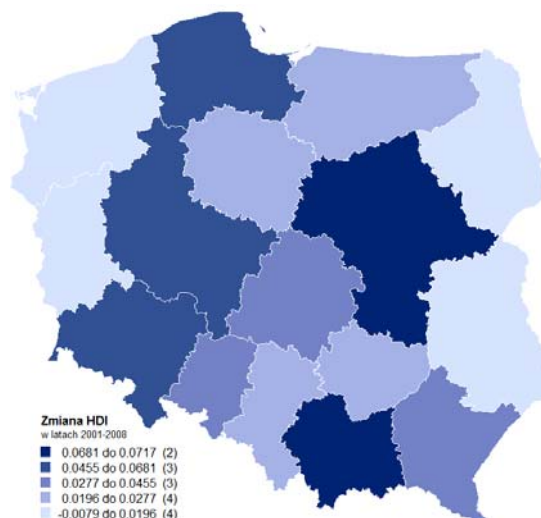 Zmiana HDI
w latach 2001-2008
0.0681 do 0.0717 (2)
0.0455 do 0.0681 (3)
0.0277 do 0.0455 (3)
0.0196 do 0.0277 (4)
-0.0079 do 0.0196 (4)